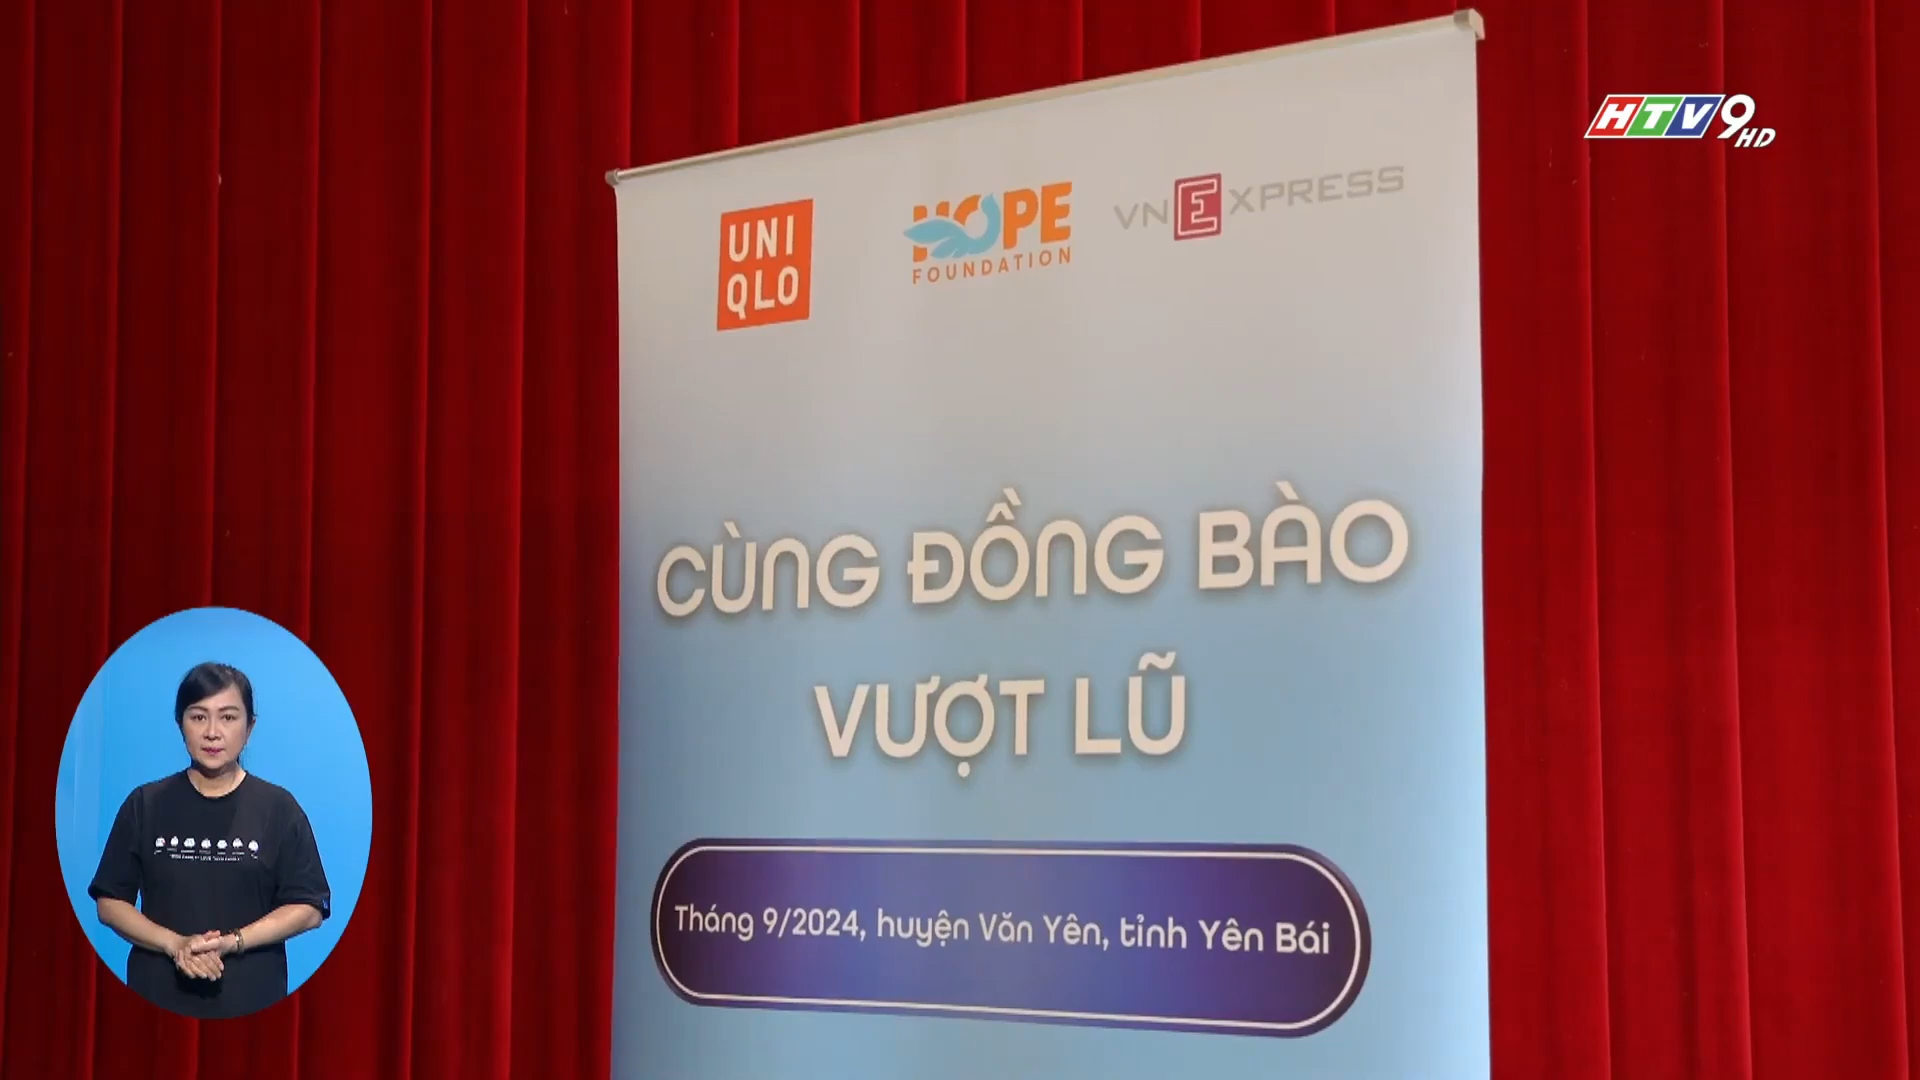 HTV9 HD
UNI
QLO
HOPE
FOUNDATION
VNEXPRESS
CÙNG ĐỒNG BÀO
VƯỢT LŨ
Tháng 9/2024, huyện Văn Yên, tỉnh Yên Bái